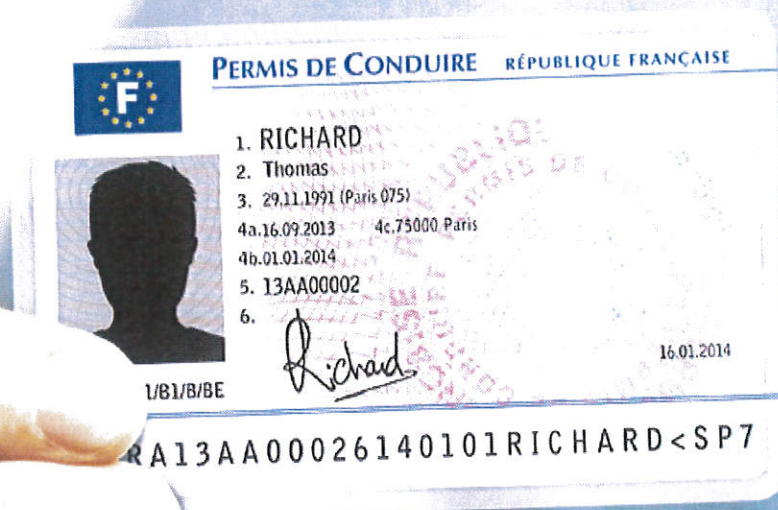 F
PERMIS DE CONDUIRE RÉPUBLIQUE FRANÇAISE
1. RICHARD
2. Thomas
3. 29.11.1991 (Paris 075)
4a.16.09.2013 4c.75000 Paris
4b.01.01.2014
5. 13AA00002
6.
Richard
16.01.2014
1/B1/B/BE
RA13AA00026140101RICHARD<SP7